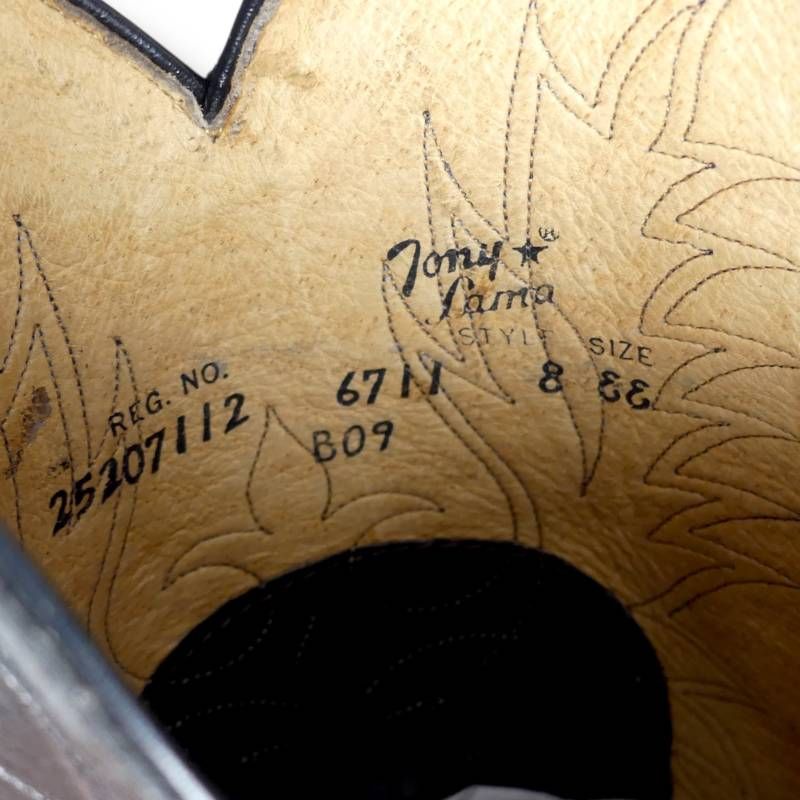 Tony ★ ®
Lama
STYLE SIZE
REG. NO. 6711 8 EE
25207112 B09